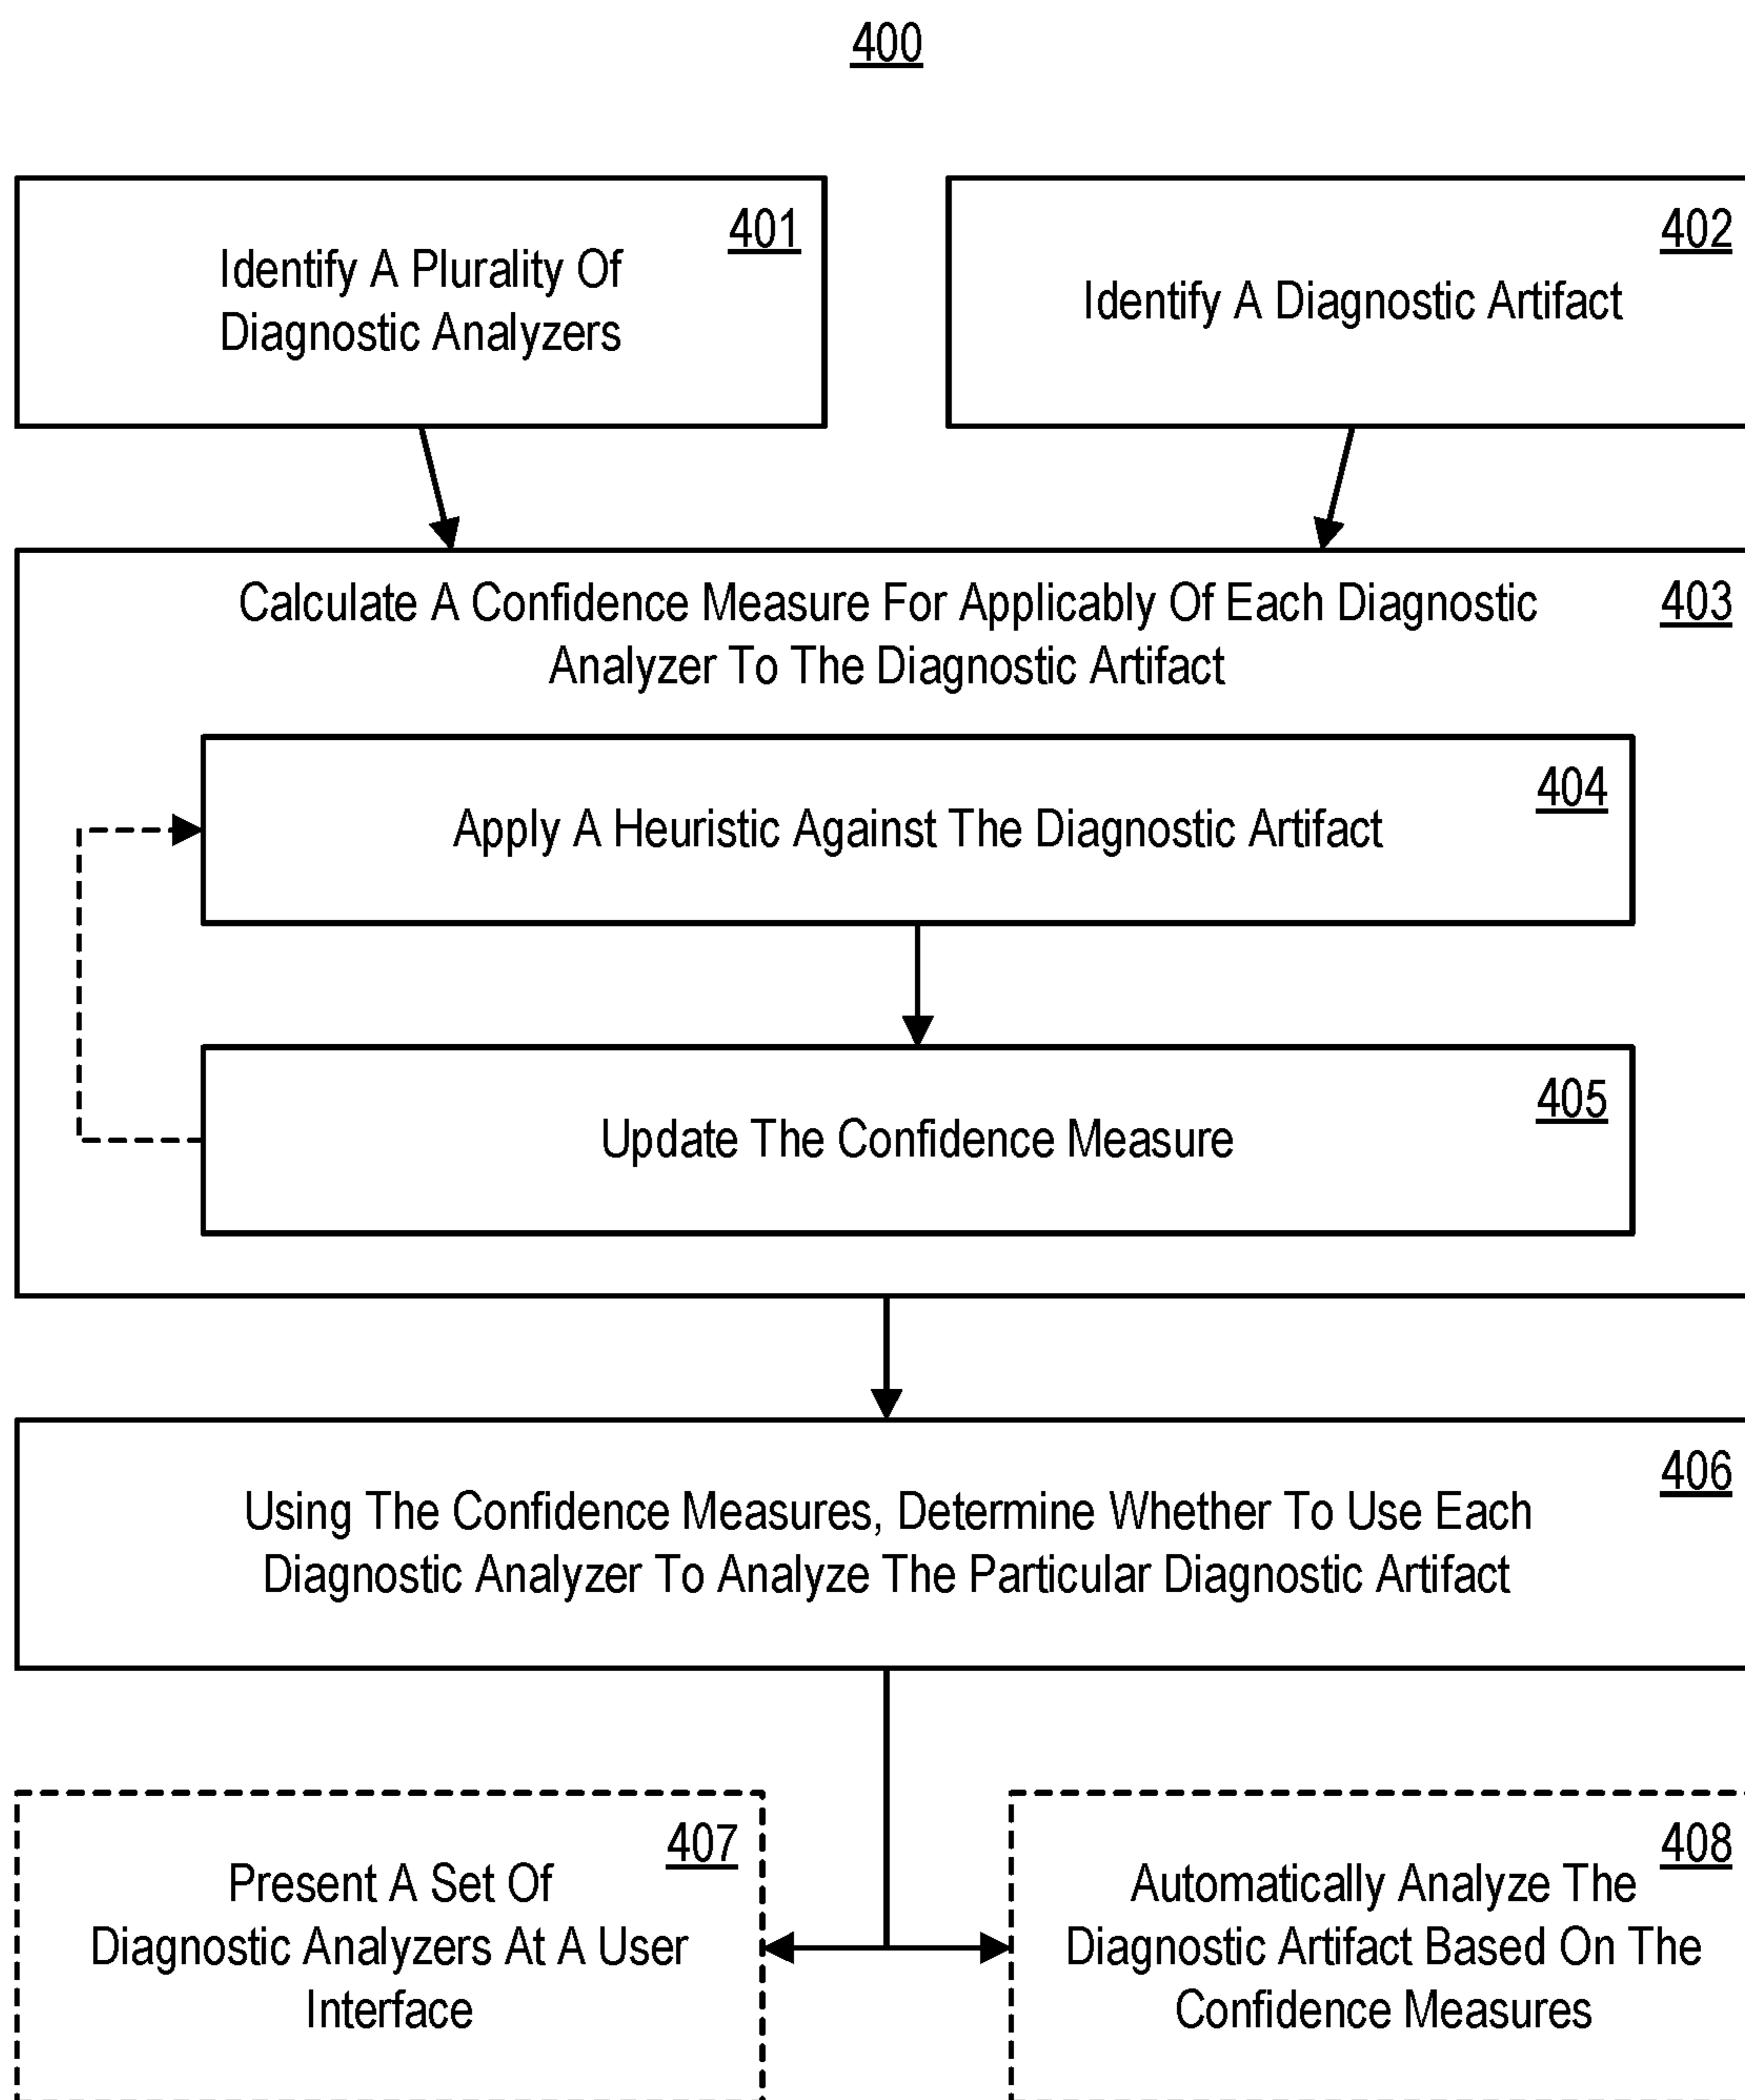 400
401
Identify A Plurality Of
Diagnostic Analyzers
402
Identify A Diagnostic Artifact
Calculate A Confidence Measure For Applicably Of Each Diagnostic
Analyzer To The Diagnostic Artifact
403
404
Apply A Heuristic Against The Diagnostic Artifact
405
Update The Confidence Measure
406
Using The Confidence Measures, Determine Whether To Use Each
Diagnostic Analyzer To Analyze The Particular Diagnostic Artifact
407
Present A Set Of
Diagnostic Analyzers At A User
Interface
408
Automatically Analyze The
Diagnostic Artifact Based On The
Confidence Measures